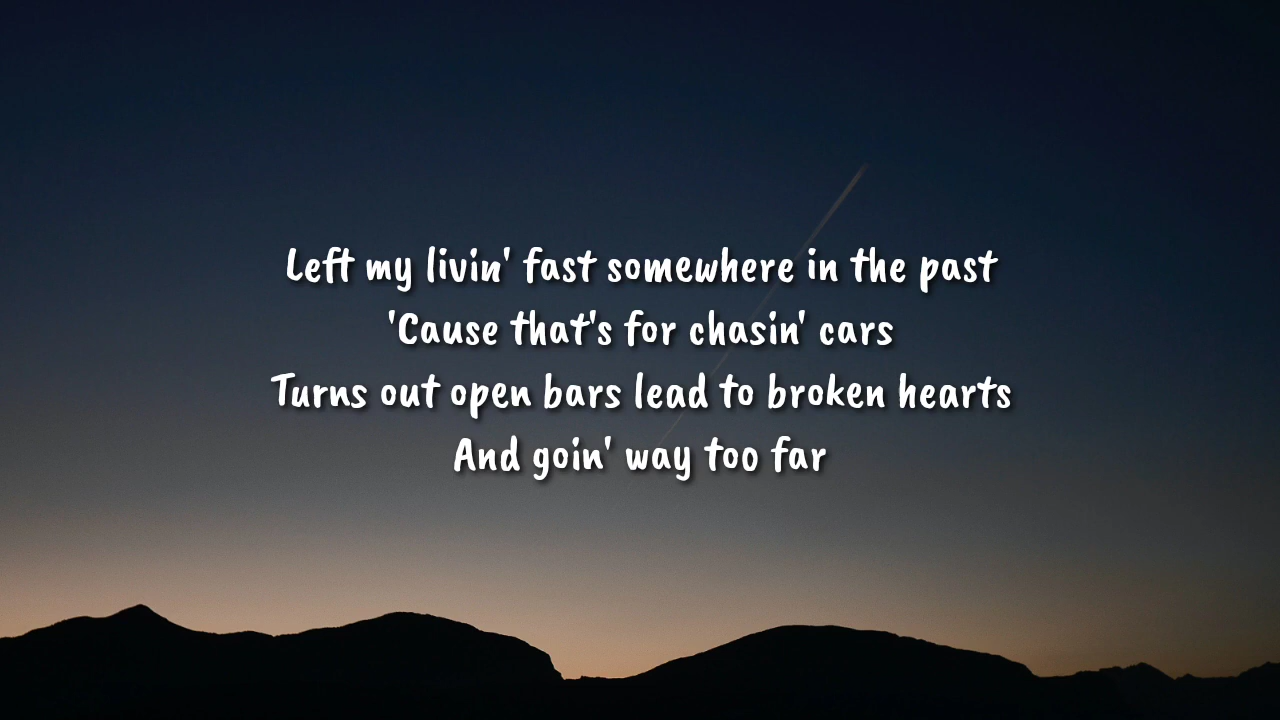 Left my livin' fast somewhere in the past
'Cause that's for chasin' cars
Turns out open bars lead to broken hearts
And goin' way too far